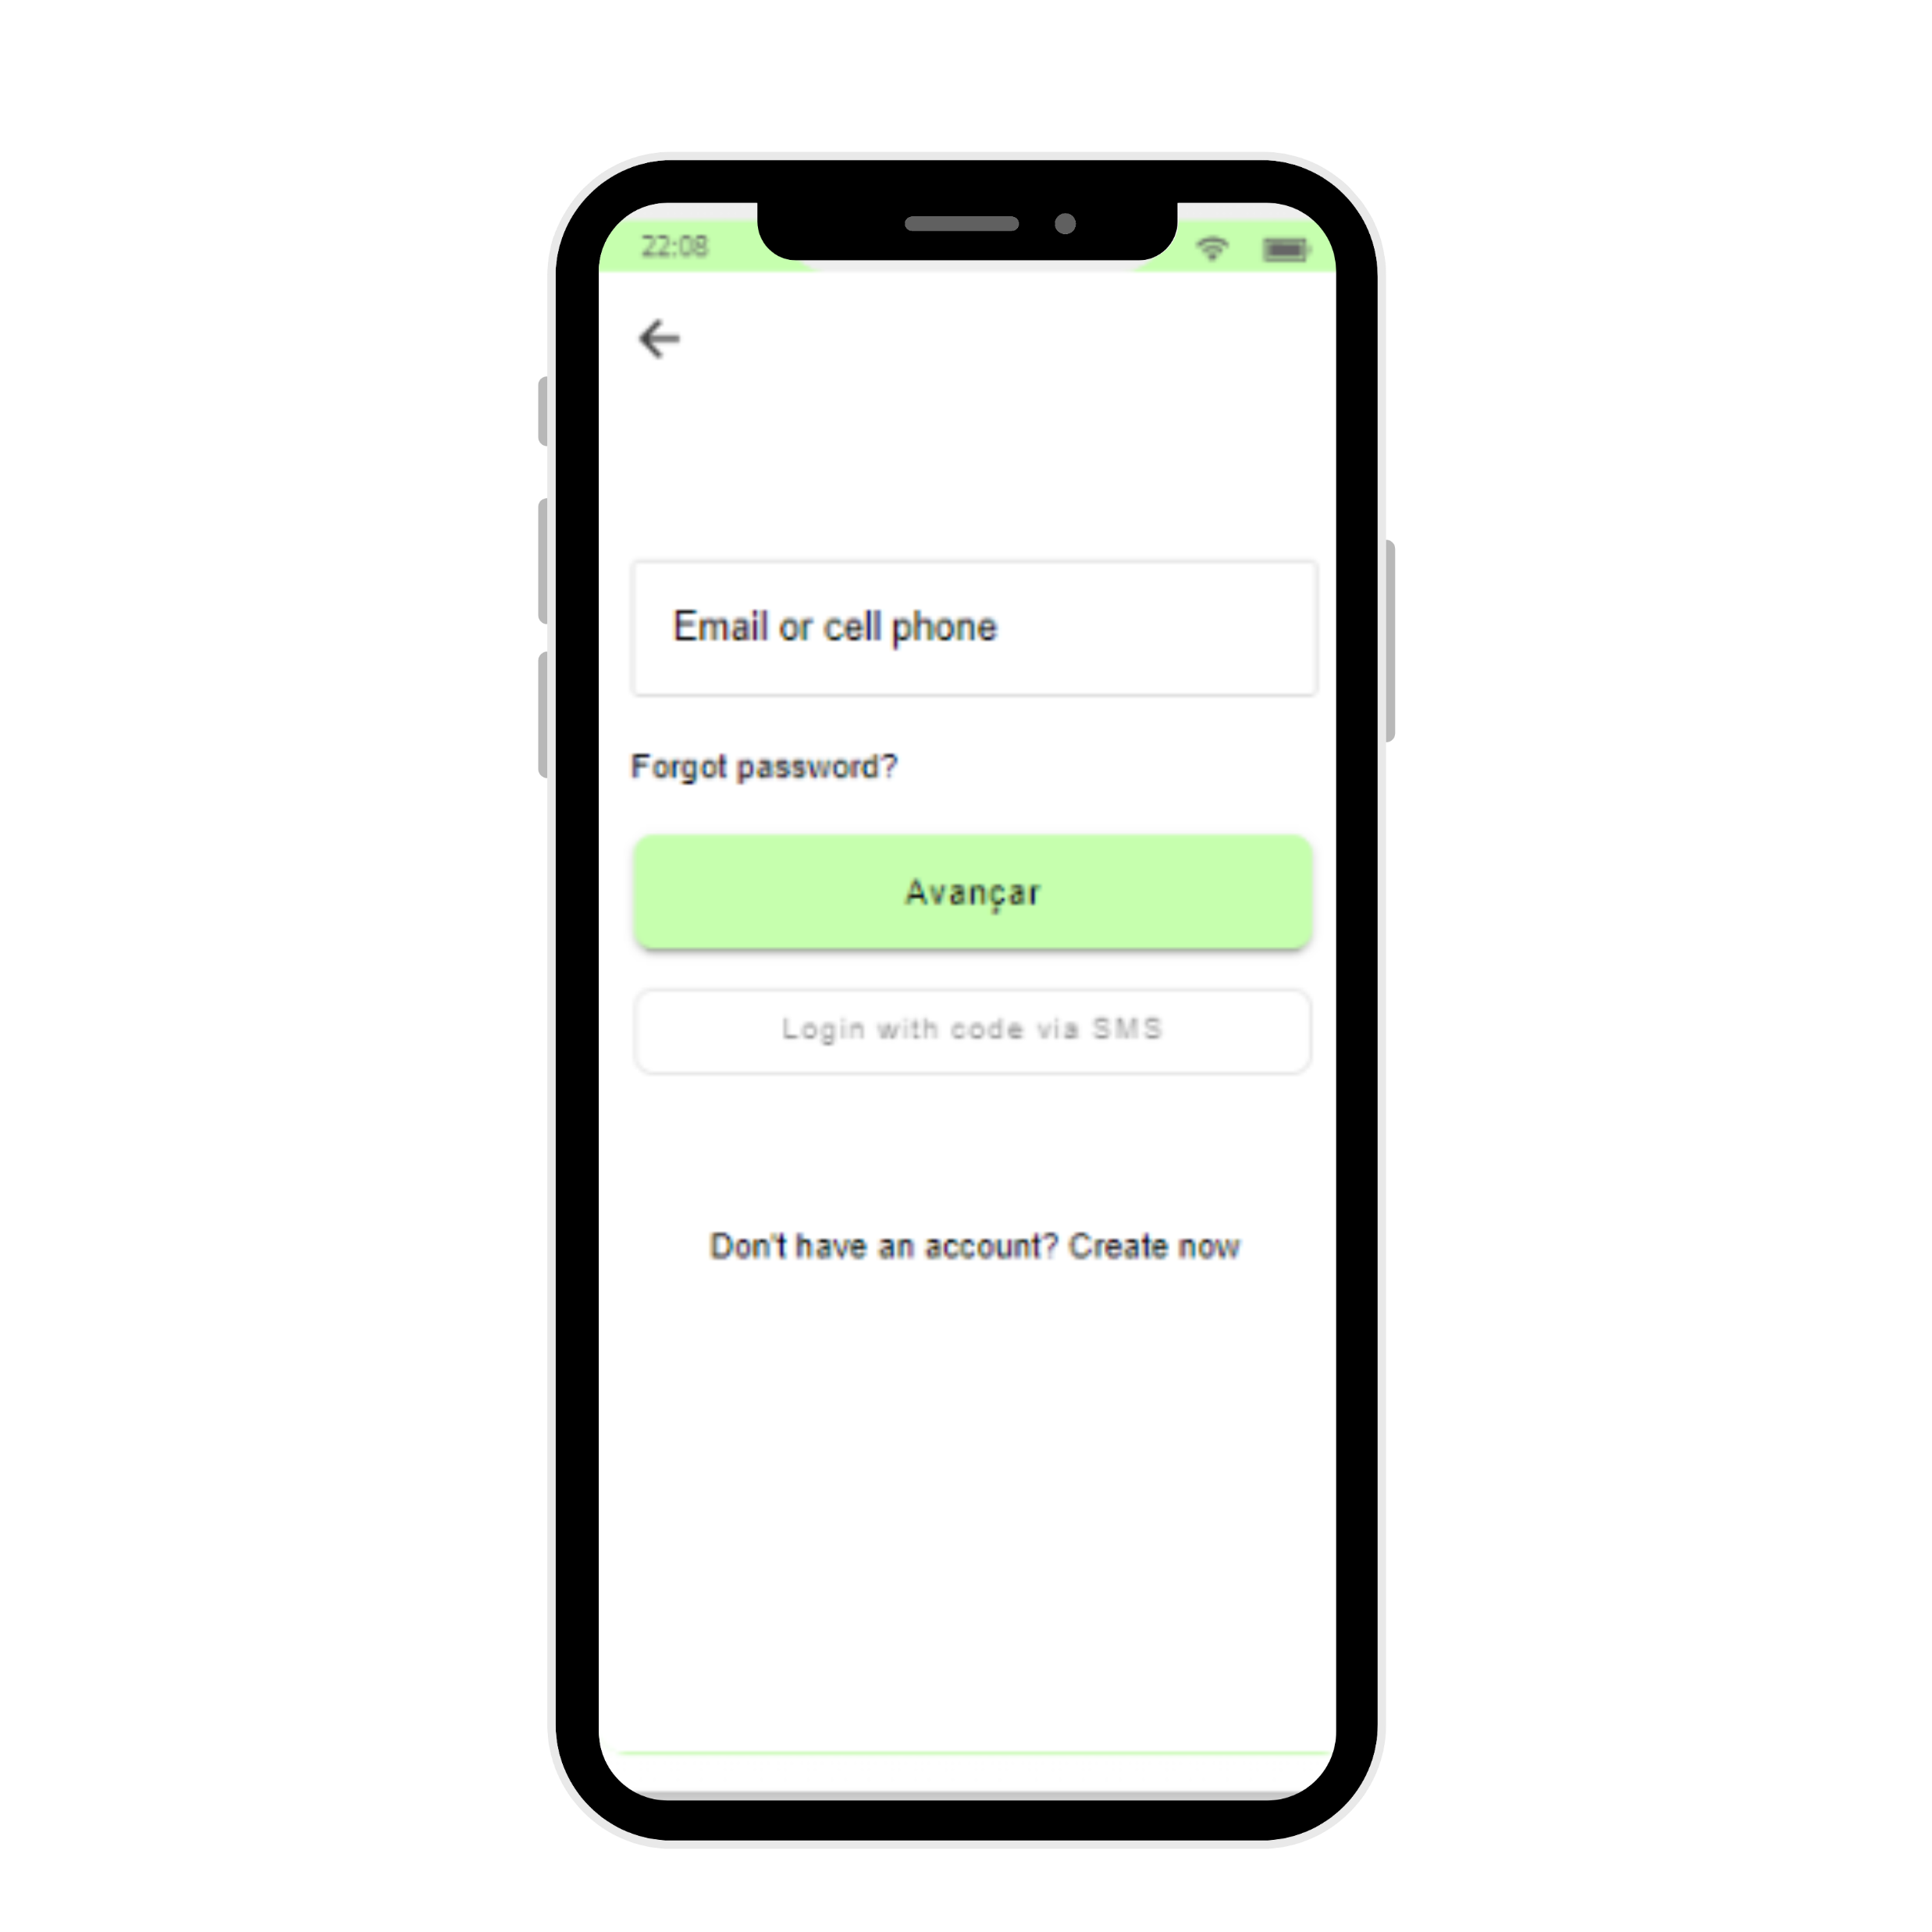 22:08
Email or cell phone
Forgot password?
Avançar
Login with code via SMS
Don't have an account? Create now